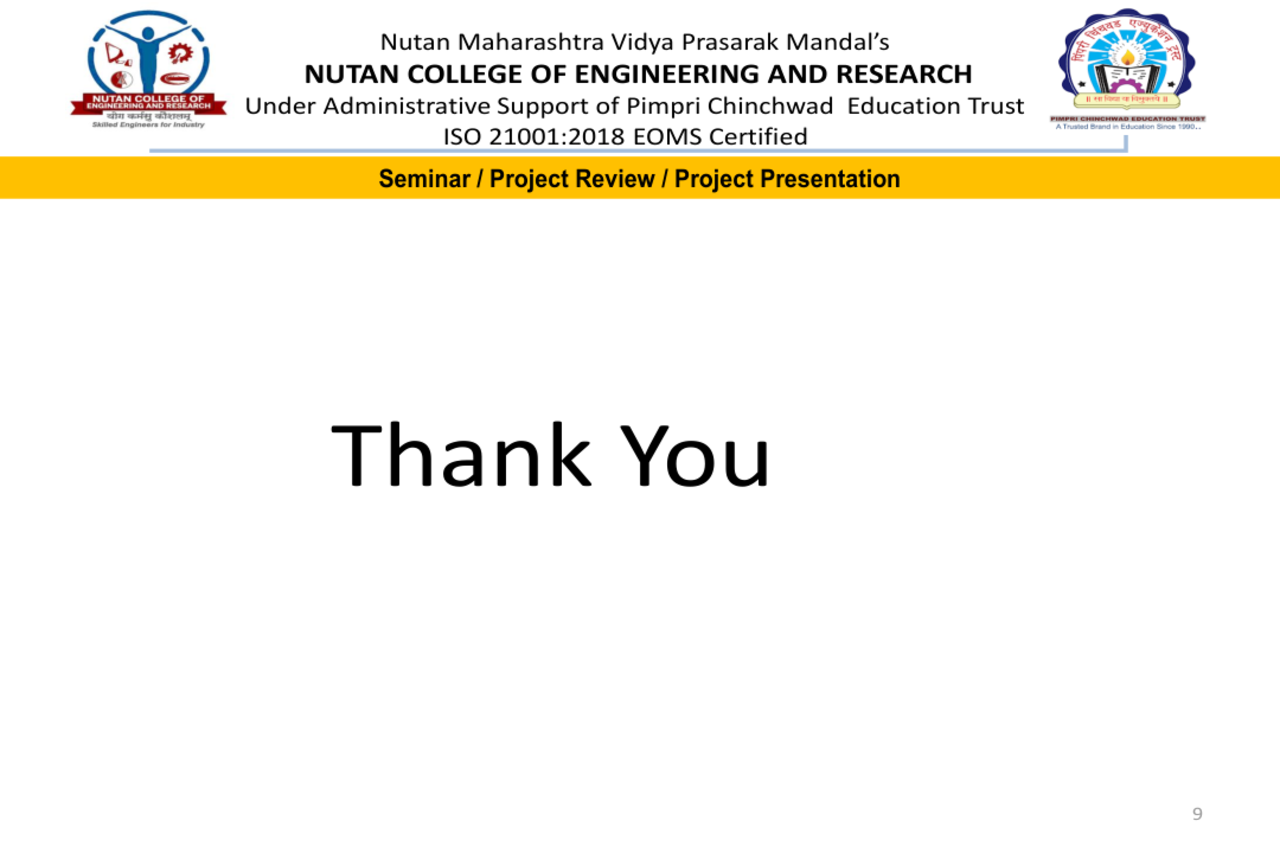 Nutan Maharashtra Vidya Prasarak Mandal’s
NUTAN COLLEGE OF ENGINEERING AND RESEARCH
Under Administrative Support of Pimpri Chinchwad Education Trust
ISO 21001:2018 EOMS Certified
NUTAN COLLEGE OF
ENGINEERING AND RESEARCH
योग कर्मसु कौशलम्
Skilled Engineers for Industry
पिंपरी चिंचवड एज्युकेशन ट्रस्ट
PIMPRI CHINCHWAD EDUCATION TRUST
A Trusted Brand in Education Since 1990..
Seminar / Project Review / Project Presentation
Thank You
9